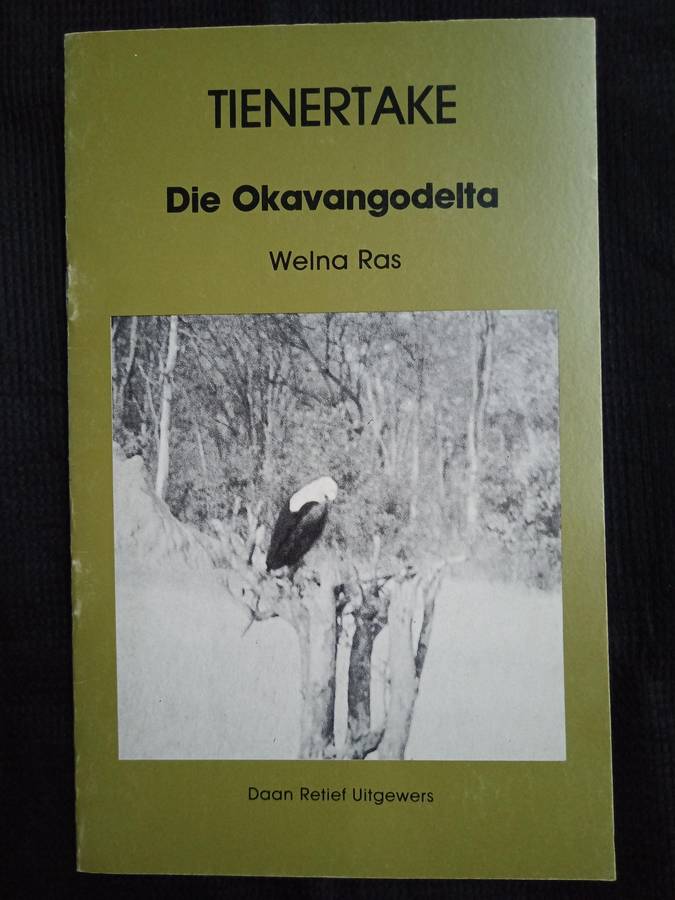 TIENERTAKE
Die Okavangodelta
Welna Ras
Daan Retief Uitgewers